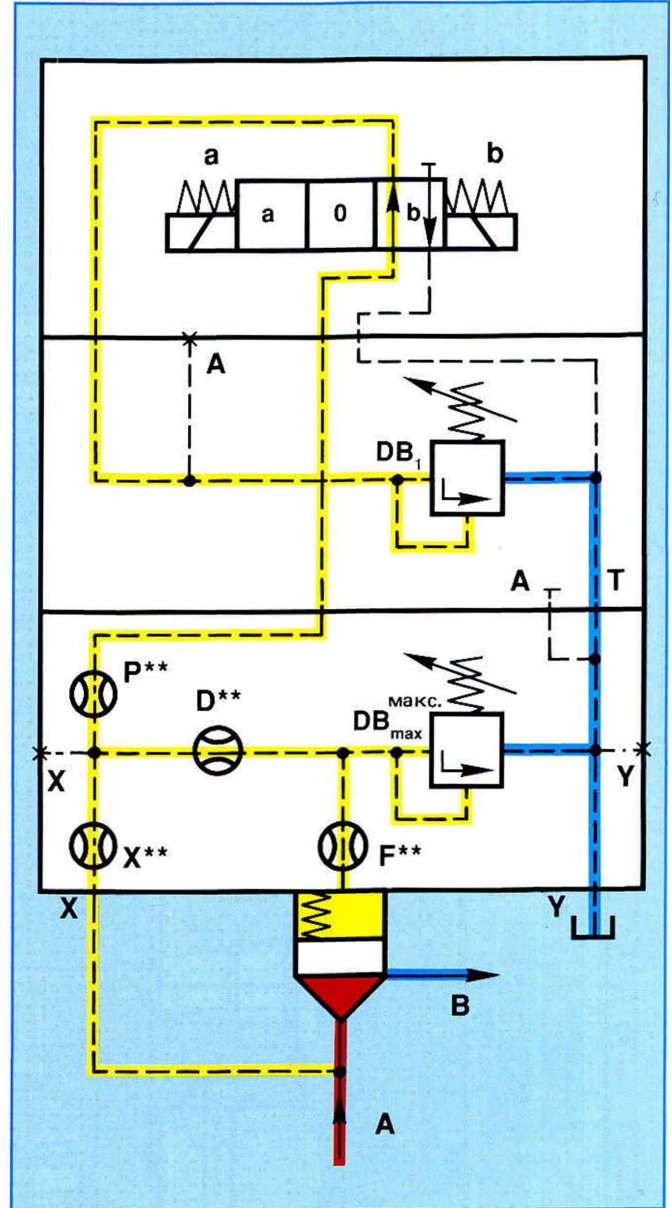 a b
a 0 b
A
DB1
A T
P**
D**
макс.
DBmax
X Y
X** F**
X Y
B
A